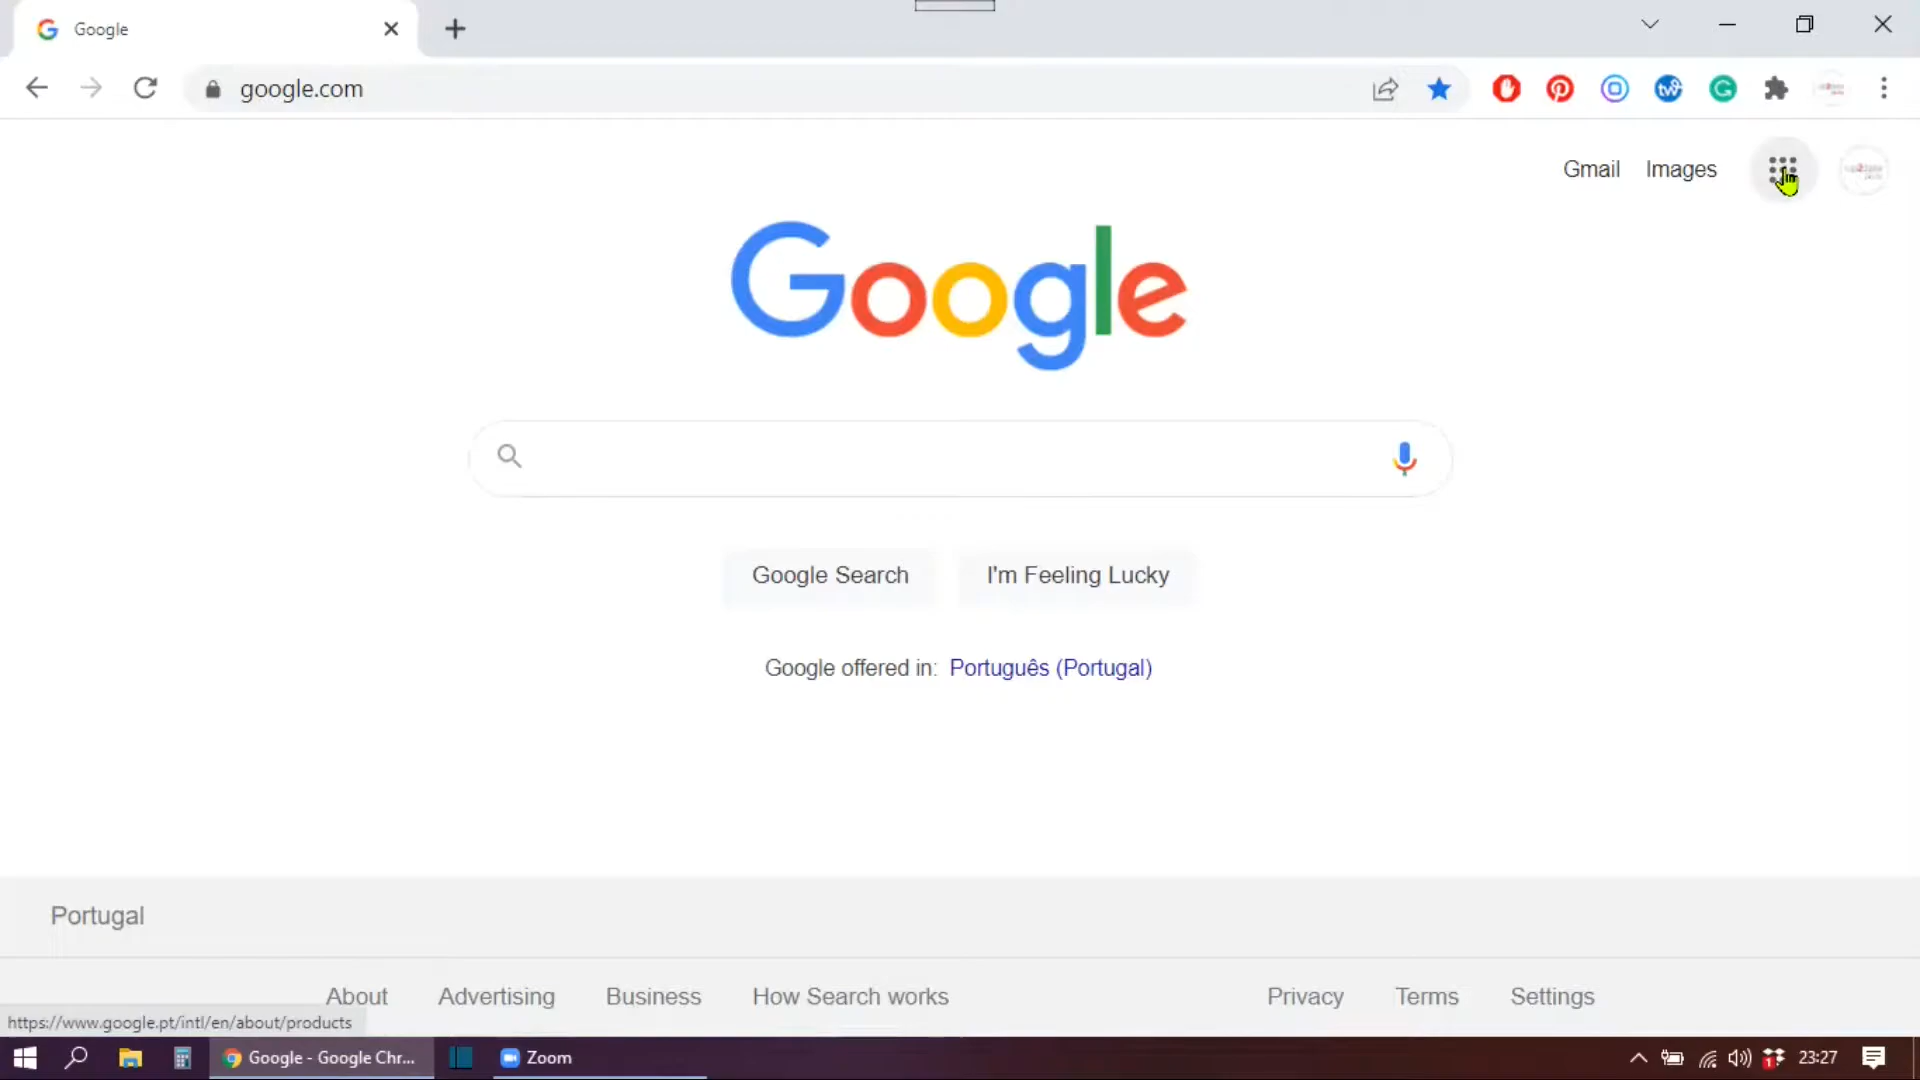 Google
google.com
Gmail Images
Google
Google Search I'm Feeling Lucky
Google offered in: Português (Portugal)
Portugal
About Advertising Business How Search works Privacy Terms Settings
https://www.google.pt/intl/en/about/products
Google - Google Chr... Zoom 23:27